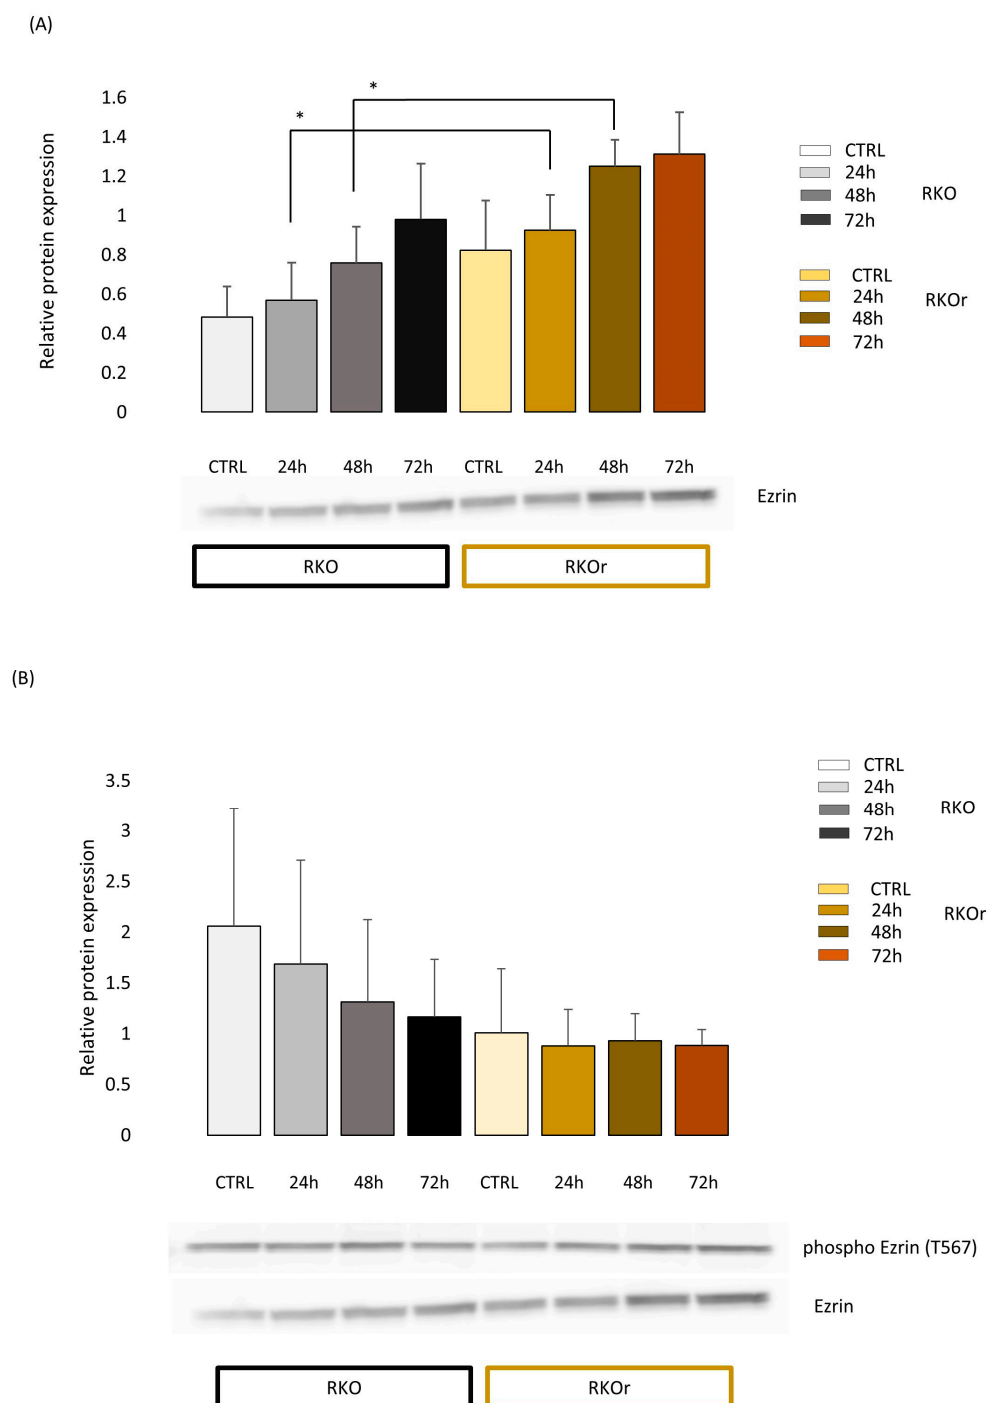 (A)
Relative protein expression
1.6
1.4
1.2
1
0.8
0.6
0.4
0.2
0
*
*
CTRL
24h
48h
72h
RKO
CTRL
24h
48h
72h
RKOr
CTRL 24h 48h 72h CTRL 24h 48h 72h
Ezrin
RKO RKOr
(B)
Relative protein expression
3.5
3
2.5
2
1.5
1
0.5
0
CTRL
24h
48h
72h
RKO
CTRL
24h
48h
72h
RKOr
CTRL 24h 48h 72h CTRL 24h 48h 72h
phospho Ezrin (T567)
Ezrin
RKO RKOr